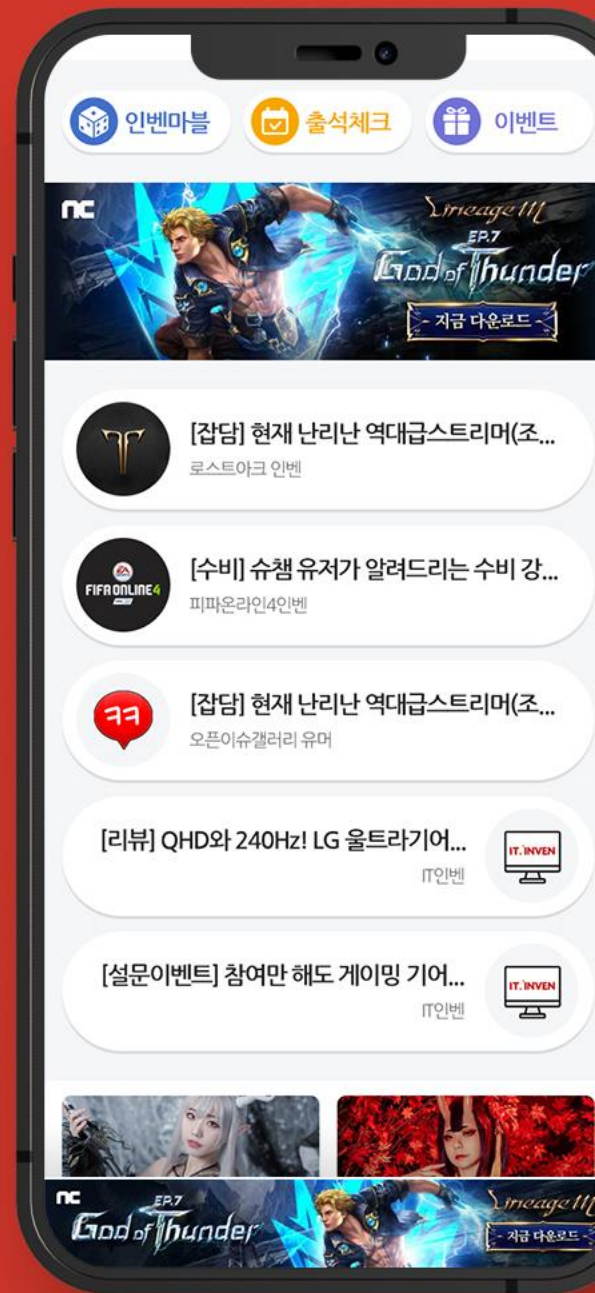 인벤마블
출석체크
이벤트
nc
Lineage M
EP.7
God of Thunder
지금 다운로드
[잡담] 현재 난리난 역대급스트리머(조...
로스트아크 인벤
EA SPORTS
FIFA ONLINE 4
[수비] 슈챔 유저가 알려드리는 수비 강...
피파온라인4인벤
ㅋㅋ
[잡담] 현재 난리난 역대급스트리머(조...
오픈이슈갤러리 유머
[리뷰] QHD와 240Hz! LG 울트라기어...
IT인벤
IT.INVEN
[설문이벤트] 참여만 해도 게이밍 기어...
IT인벤
IT.INVEN
nc
EP.7
God of Thunder
Lineage M
지금 다운로드